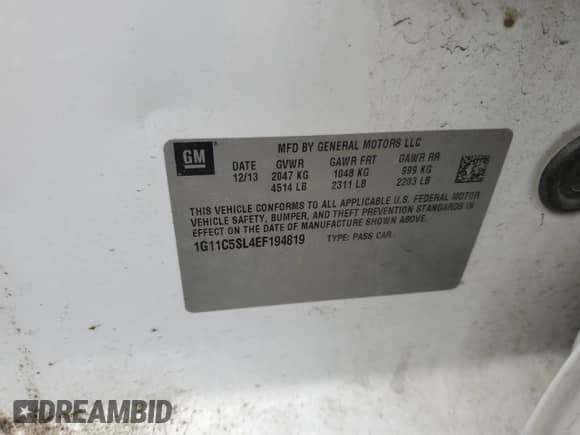 GM
MFD BY GENERAL MOTORS LLC
DATE GVWR GAWR FRT GAWR RR
12/13 2047 KG 1048 KG 999 KG
4514 LB 2311 LB 2203 LB
THIS VEHICLE CONFORMS TO ALL APPLICABLE U.S. FEDERAL MOTOR
VEHICLE SAFETY, BUMPER, AND THEFT PREVENTION STANDARDS IN
EFFECT ON THE DATE OF MANUFACTURE SHOWN ABOVE.
1G11C5SL4EF194819 TYPE: PASS CAR
DREAMBID